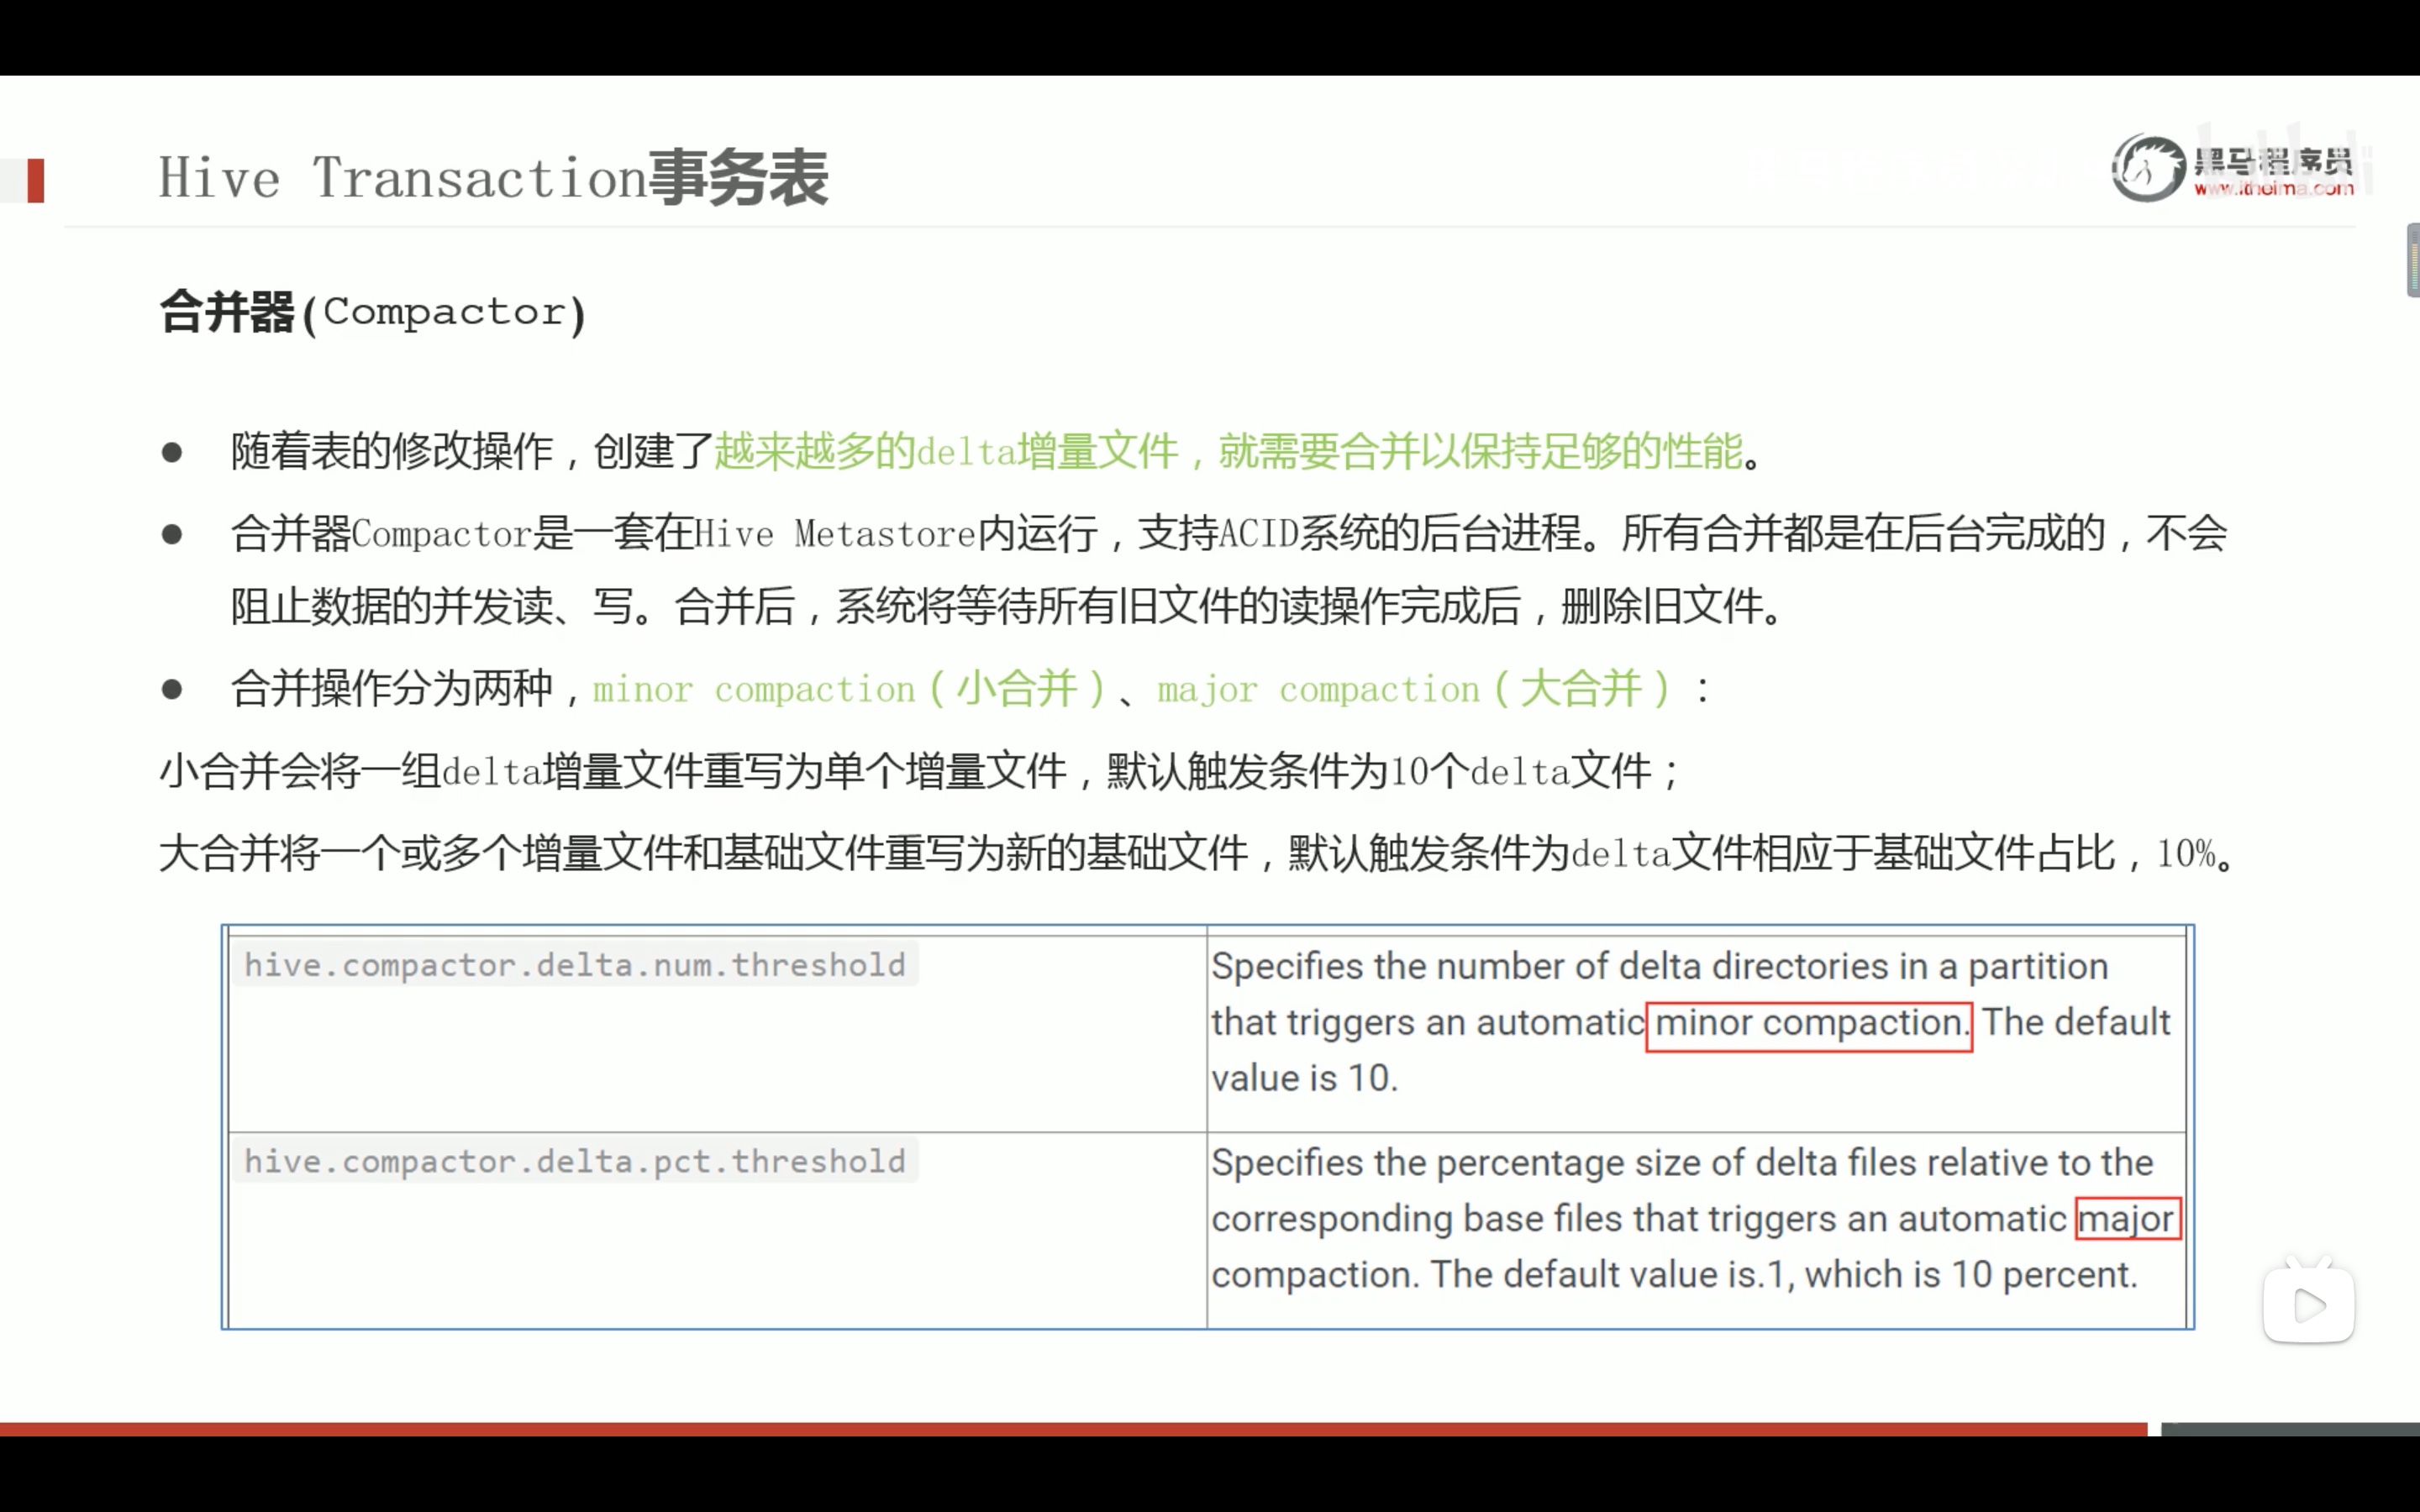 Hive Transaction事务表
黑马程序员
www.itheima.com
合并器(Compactor)
● 随着表的修改操作，创建了越来越多的delta增量文件，就需要合并以保持足够的性能。
● 合并器Compactor是一套在Hive Metastore内运行，支持ACID系统的后台进程。所有合并都是在后台完成的，不会
阻止数据的并发读、写。合并后，系统将等待所有旧文件的读操作完成后，删除旧文件。
● 合并操作分为两种，minor compaction（小合并）、major compaction（大合并）：
小合并会将一组delta增量文件重写为单个增量文件，默认触发条件为10个delta文件；
大合并将一个或多个增量文件和基础文件重写为新的基础文件，默认触发条件为delta文件相应于基础文件占比，10%。
hive.compactor.delta.num.threshold
Specifies the number of delta directories in a partition
that triggers an automatic minor compaction. The default
value is 10.
hive.compactor.delta.pct.threshold
Specifies the percentage size of delta files relative to the
corresponding base files that triggers an automatic major
compaction. The default value is.1, which is 10 percent.